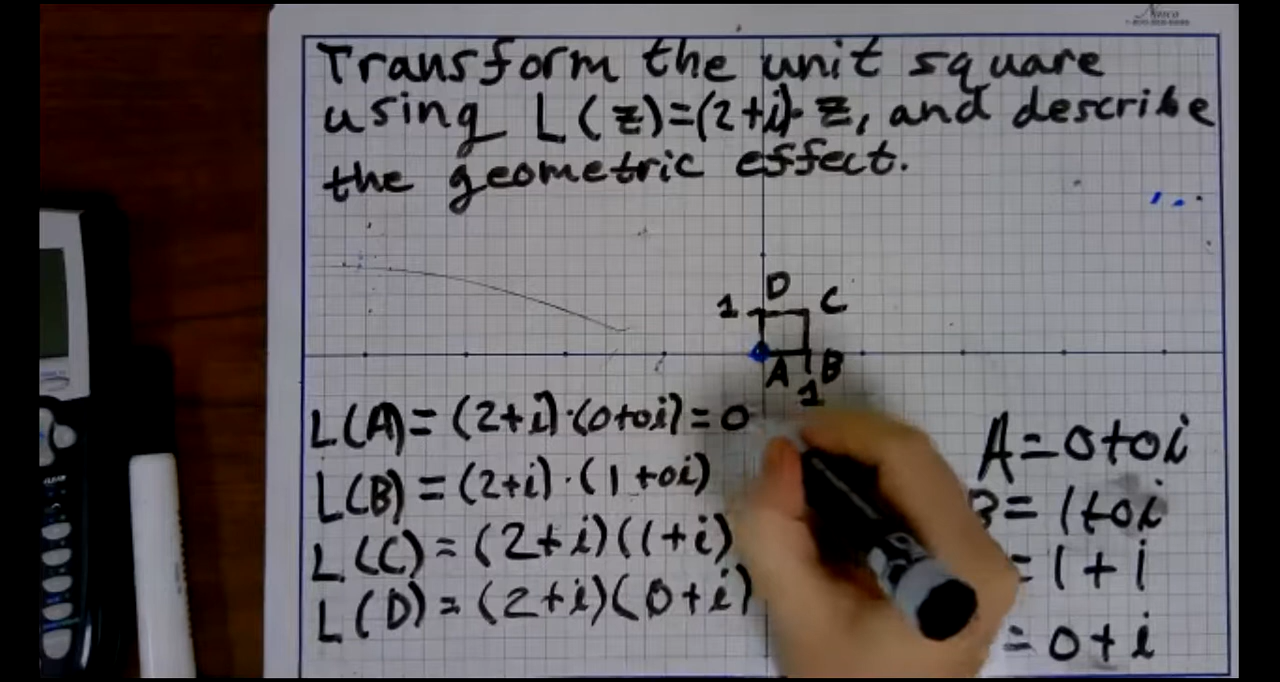 Nasco
Transform the unit square
using L(z)=(2+i)·z, and describe
the geometric effect.
1 D C
A B
1
L(A)=(2+i)·(0+0i)=0
L(B)=(2+i)·(1+0i)
L(C)=(2+i)(1+i)
L(D)=(2+i)(0+i)
A=0+0i
B=1+0i
=1+i
=0+i